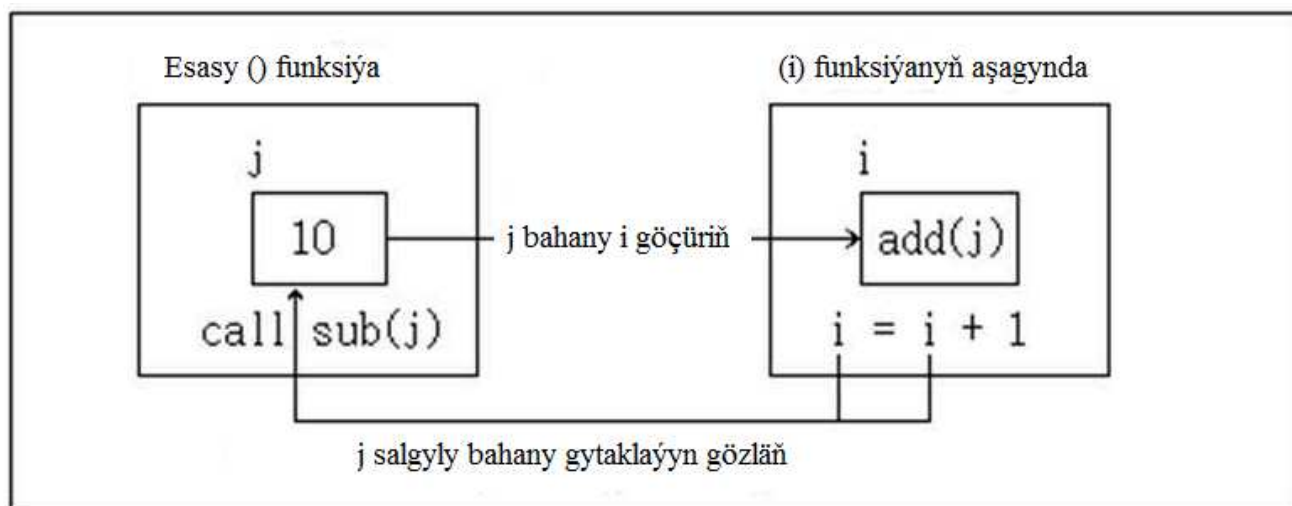 Esasy () funksiýa
(i) funksiýanyň aşagynda
j
i
10
j bahany i göçüriň
add(j)
call sub(j)
i = i + 1
j salgyly bahany gytaklaýyn gözläň